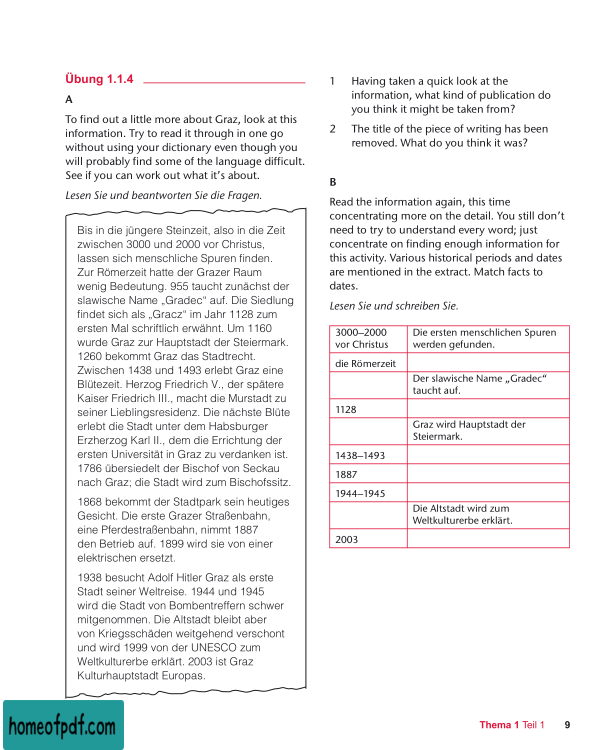 Übung 1.1.4
A
To find out a little more about Graz, look at this
information. Try to read it through in one go
without using your dictionary even though you
will probably find some of the language difficult.
See if you can work out what it's about.
Lesen Sie und beantworten Sie die Fragen.
Bis in die jüngere Steinzeit, also in die Zeit
zwischen 3000 und 2000 vor Christus,
lassen sich menschliche Spuren finden.
Zur Römerzeit hatte der Grazer Raum
wenig Bedeutung. 955 taucht zunächst der
slawische Name „Gradec“ auf. Die Siedlung
findet sich als „Gracz“ im Jahr 1128 zum
ersten Mal schriftlich erwähnt. Um 1160
wurde Graz zur Hauptstadt der Steiermark.
1260 bekommt Graz das Stadtrecht.
Zwischen 1438 und 1493 erlebt Graz eine
Blütezeit. Herzog Friedrich V., der spätere
Kaiser Friedrich III., macht die Murstadt zu
seiner Lieblingsresidenz. Die nächste Blüte
erlebt die Stadt unter dem Habsburger
Erzherzog Karl II., dem die Errichtung der
ersten Universität in Graz zu verdanken ist.
1786 übersiedelt der Bischof von Seckau
nach Graz; die Stadt wird zum Bischofssitz.
1868 bekommt der Stadtpark sein heutiges
Gesicht. Die erste Grazer Straßenbahn,
eine Pferdestraßenbahn, nimmt 1887
den Betrieb auf. 1899 wird sie von einer
elektrischen ersetzt.
1938 besucht Adolf Hitler Graz als erste
Stadt seiner Weltreise. 1944 und 1945
wird die Stadt von Bombentreffern schwer
mitgenommen. Die Altstadt bleibt aber
von Kriegsschäden weitgehend verschont
und wird 1999 von der UNESCO zum
Weltkulturerbe erklärt. 2003 ist Graz
Kulturhauptstadt Europas.
1 Having taken a quick look at the
information, what kind of publication do
you think it might be taken from?
2 The title of the piece of writing has been
removed. What do you think it was?
B
Read the information again, this time
concentrating more on the detail. You still don't
need to try to understand every word; just
concentrate on finding enough information for
this activity. Various historical periods and dates
are mentioned in the extract. Match facts to
dates.
Lesen Sie und schreiben Sie.
3000–2000 Die ersten menschlichen Spuren
vor Christus werden gefunden.
die Römerzeit
Der slawische Name „Gradec“
taucht auf.
1128
Graz wird Hauptstadt der
Steiermark.
1438–1493
1887
1944–1945
Die Altstadt wird zum
Weltkulturerbe erklärt.
2003
homeofpdf.com
Thema 1 Teil 1 9